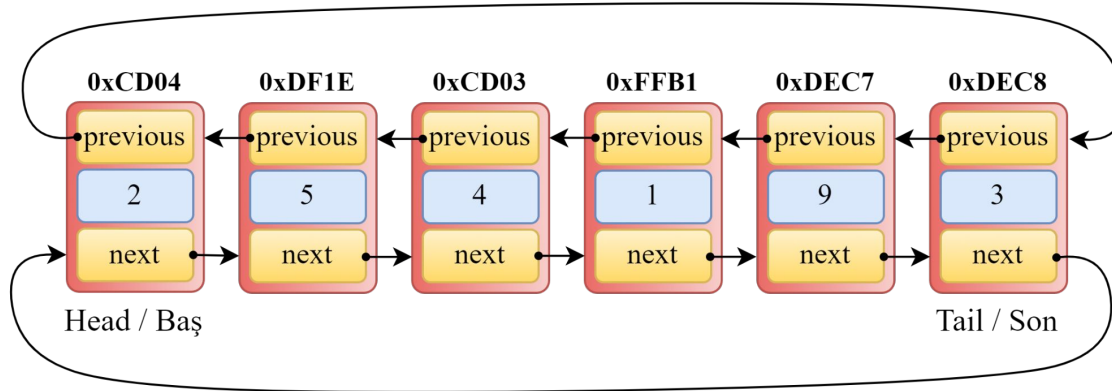 0xCD04 0xDF1E 0xCD03 0xFFB1 0xDEC7 0xDEC8
previous previous previous previous previous previous
2 5 4 1 9 3
next next next next next next
Head / Baş Tail / Son